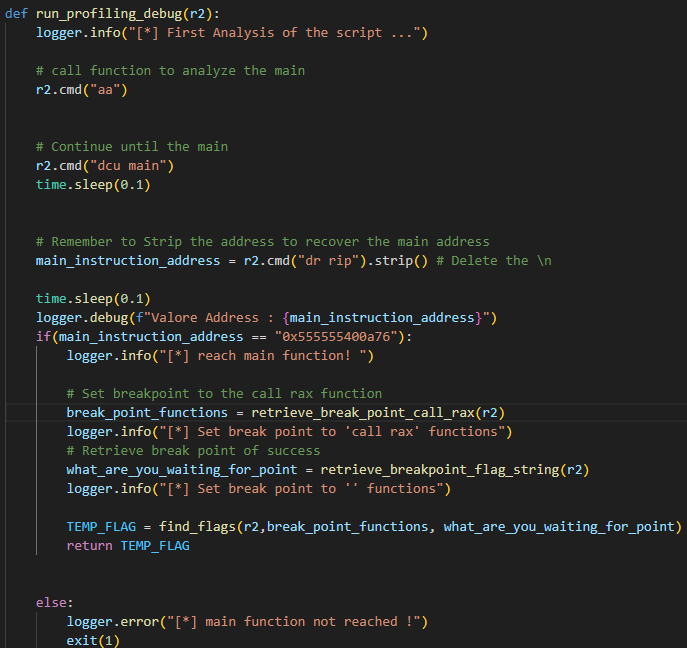 def run_profiling_debug(r2):
    logger.info("[*] First Analysis of the script ...")
    # call function to analyze the main
    r2.cmd("aa")
    # Continue until the main
    r2.cmd("dcu main")
    time.sleep(0.1)
    # Remember to Strip the address to recover the main address
    main_instruction_address = r2.cmd("dr rip").strip() # Delete the \n
    time.sleep(0.1)
    logger.debug(f"Valore Address : {main_instruction_address}")
    if(main_instruction_address == "0x555555400a76"):
        logger.info("[*] reach main function! ")
        # Set breakpoint to the call rax function
        break_point_functions = retrieve_break_point_call_rax(r2)
        logger.info("[*] Set break point to 'call rax' functions")
        # Retrieve break point of success
        what_are_you_waiting_for_point = retrieve_breakpoint_flag_string(r2)
        logger.info("[*] Set break point to '' functions")
        TEMP_FLAG = find_flags(r2,break_point_functions, what_are_you_waiting_for_point)
        return TEMP_FLAG
    else:
        logger.error("[*] main function not reached !")
        exit(1)